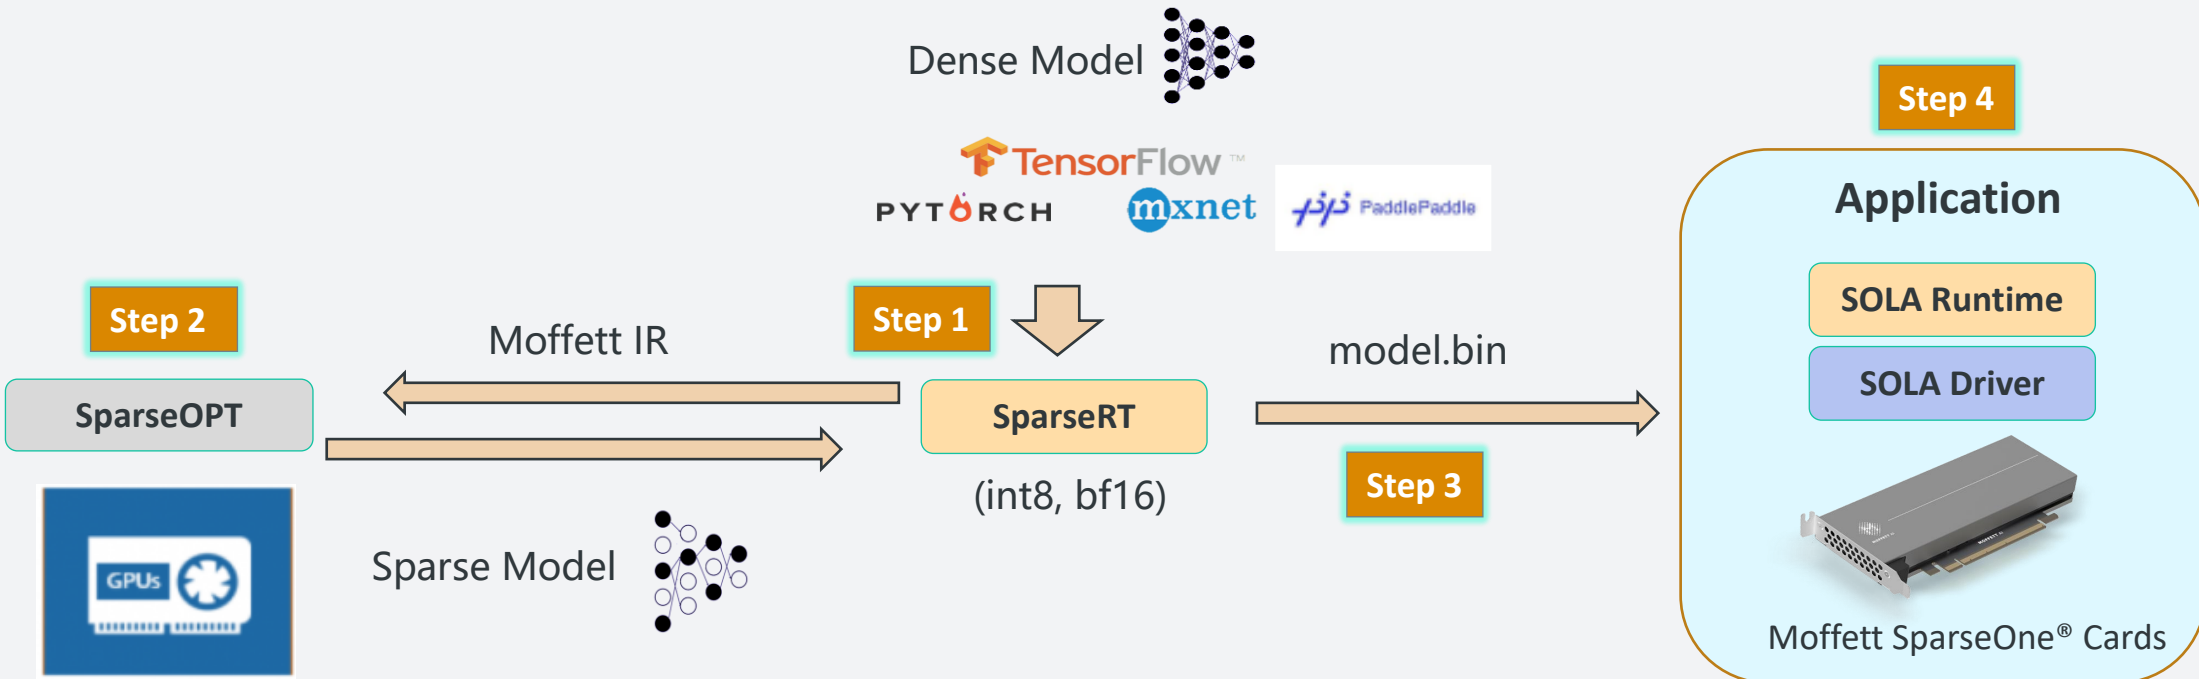 Dense Model
TensorFlow ™
PYTORCH
mxnet
PaddlePaddle
Step 4
Application
SOLA Runtime
SOLA Driver
Moffett SparseOne® Cards
Step 2
Moffett IR
Step 1
model.bin
SparseOPT
SparseRT
(int8, bf16)
Step 3
GPUs
Sparse Model